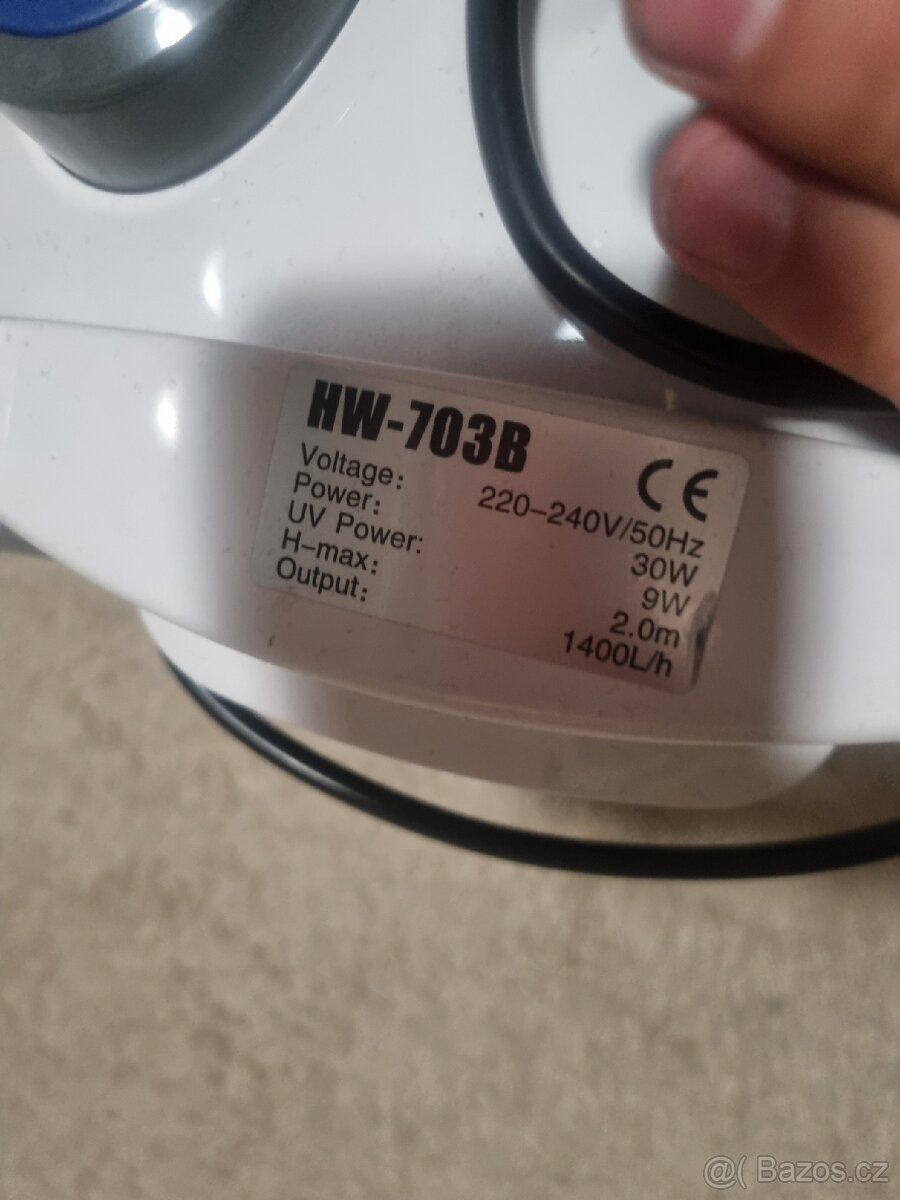 HW-703B
CE
Voltage: 220-240V/50Hz
Power: 30W
UV Power: 9W
H-max: 2.0m
Output: 1400L/h
@( Bazos.cz